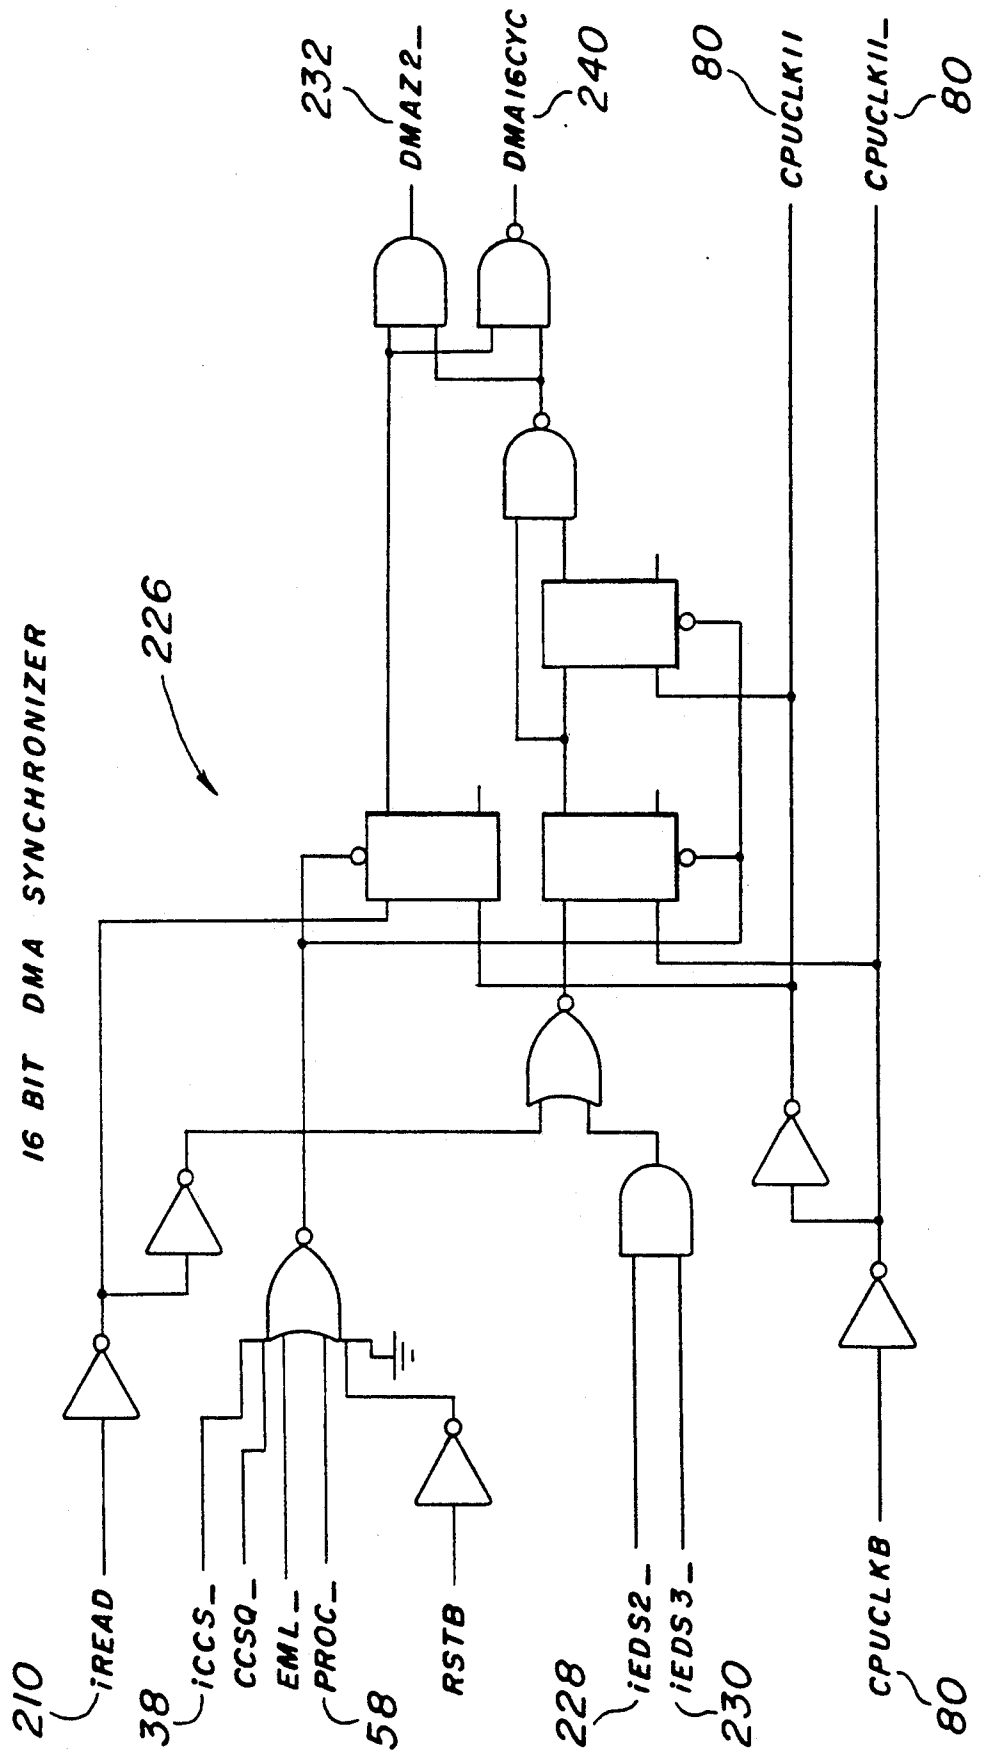 16 BIT DMA SYNCHRONIZER
226
210
iREAD
38
iCCS_
CCSQ_
EML_
PROC_
58
RSTB
228
iEDS2_
iEDS3_
230
CPUCLKB
80
232
DMAZ2_
DMA16CYC
240
80
CPUCLK11
CPUCLK11_
80